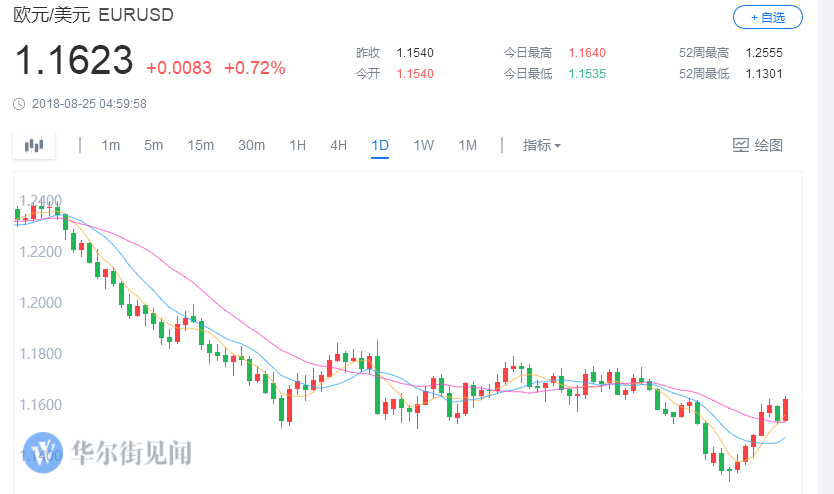 欧元/美元 EURUSD
+ 自选
1.1623 +0.0083 +0.72%
昨收 1.1540 今日最高 1.1640 52周最高 1.2555
今开 1.1540 今日最低 1.1535 52周最低 1.1301
2018-08-25 04:59:58
1m 5m 15m 30m 1H 4H 1D 1W 1M 指标 绘图
1.2400
1.2200
1.2000
1.1800
1.1600
1.1400
华尔街见闻